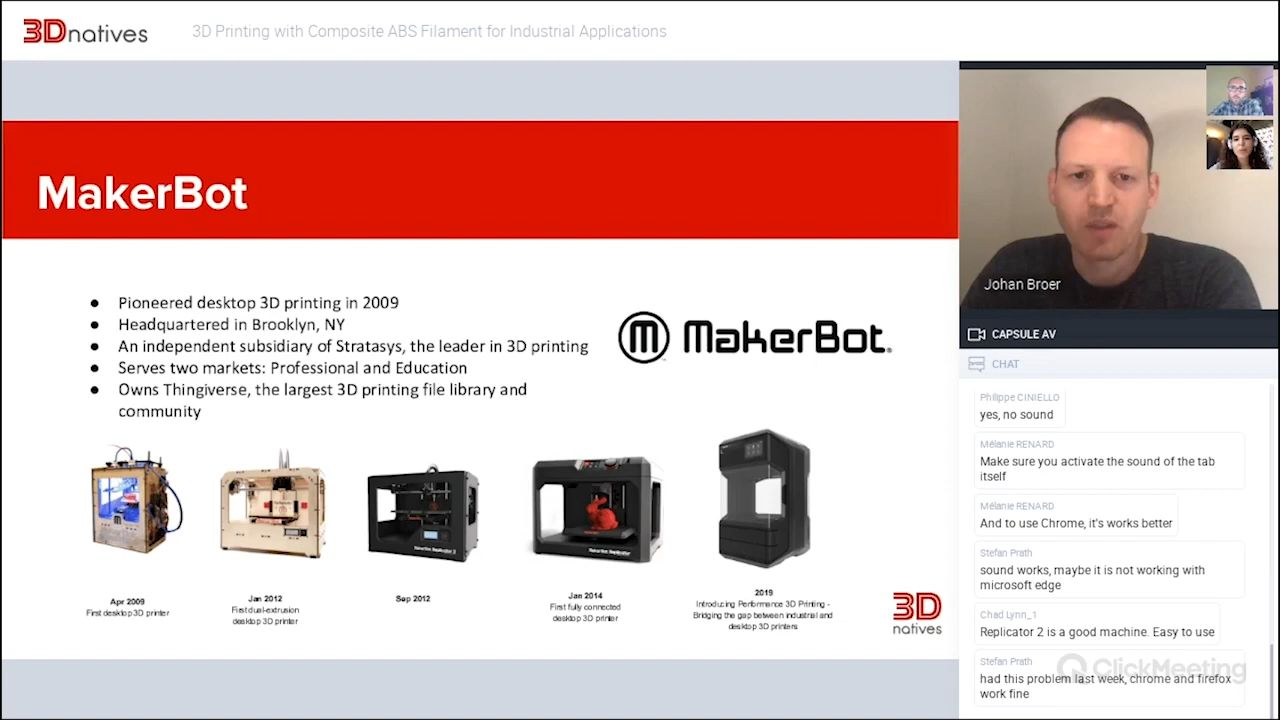 3Dnatives
3D Printing with Composite ABS Filament for Industrial Applications
MakerBot
● Pioneered desktop 3D printing in 2009
● Headquartered in Brooklyn, NY
● An independent subsidiary of Stratasys, the leader in 3D printing
● Serves two markets: Professional and Education
● Owns Thingiverse, the largest 3D printing file library and
community
MakerBot.
Apr 2009
First desktop 3D printer
Jan 2012
First dual-extrusion
desktop 3D printer
Sep 2012
Jan 2014
First fully connected
desktop 3D printer
2019
Introducing Performance 3D Printing -
Bridging the gap between industrial and
desktop 3D printers
3D
natives
Johan Broer
CAPSULE AV
CHAT
Philippe CINIELLO
yes, no sound
Mélanie RENARD
Make sure you activate the sound of the tab
itself
Mélanie RENARD
And to use Chrome, it's works better
Stefan Prath
sound works, maybe it is not working with
microsoft edge
Chad Lynn_1
Replicator 2 is a good machine. Easy to use
Stefan Prath
had this problem last week, chrome and firefox
work fine
ClickMeeting